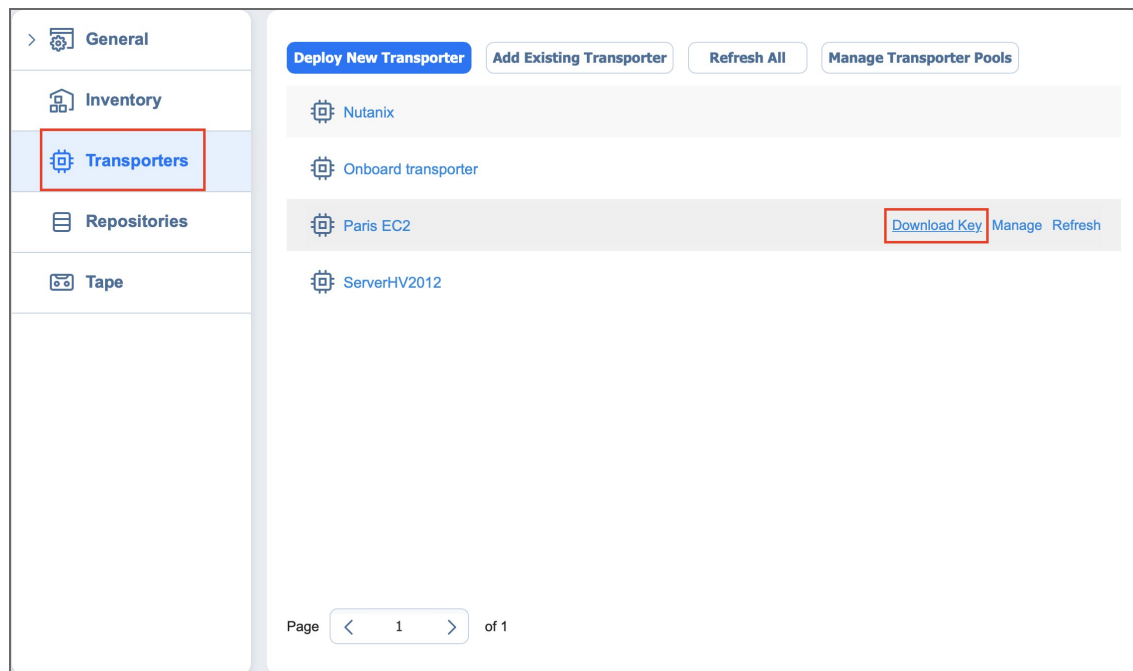 General
Inventory
Transporters
Repositories
Tape
Deploy New Transporter Add Existing Transporter Refresh All Manage Transporter Pools
Nutanix
Onboard transporter
Paris EC2 Download Key Manage Refresh
ServerHV2012
Page 1 of 1